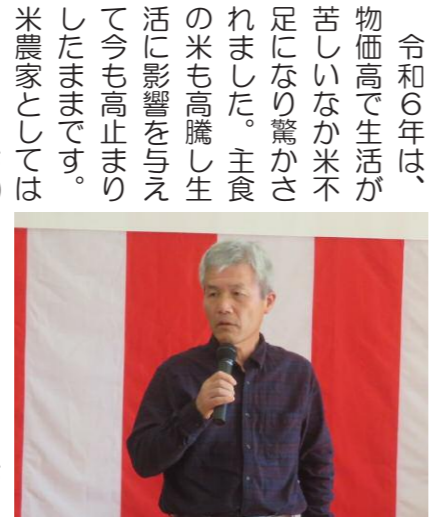 令和６年は、
物価高で生活が
苦しいなか米不
足になり驚かさ
れました。主食
の米も高騰し生
活に影響を与え
て今も高止まり
したままです。
米農家としては